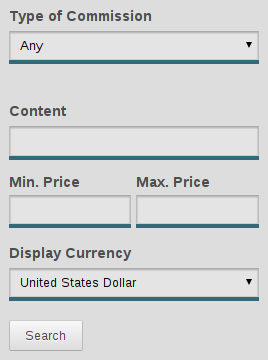 Type of Commission
Any
Content
Min. Price Max. Price
Display Currency
United States Dollar
Search